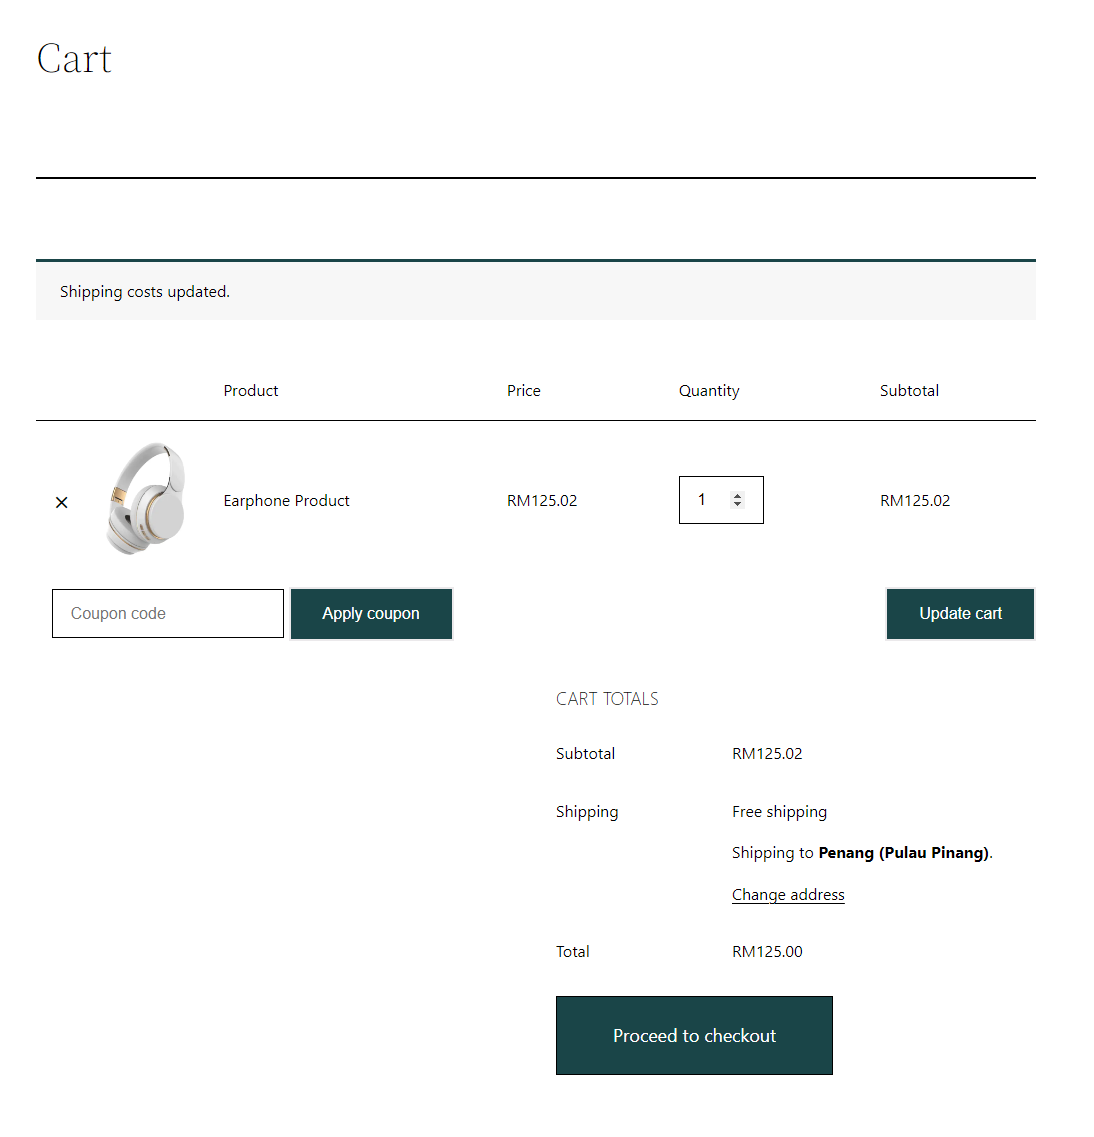 Cart
Shipping costs updated.
Product Price Quantity Subtotal
× Earphone Product RM125.02 1 RM125.02
Coupon code Apply coupon Update cart
CART TOTALS
Subtotal RM125.02
Shipping Free shipping
Shipping to Penang (Pulau Pinang).
Change address
Total RM125.00
Proceed to checkout